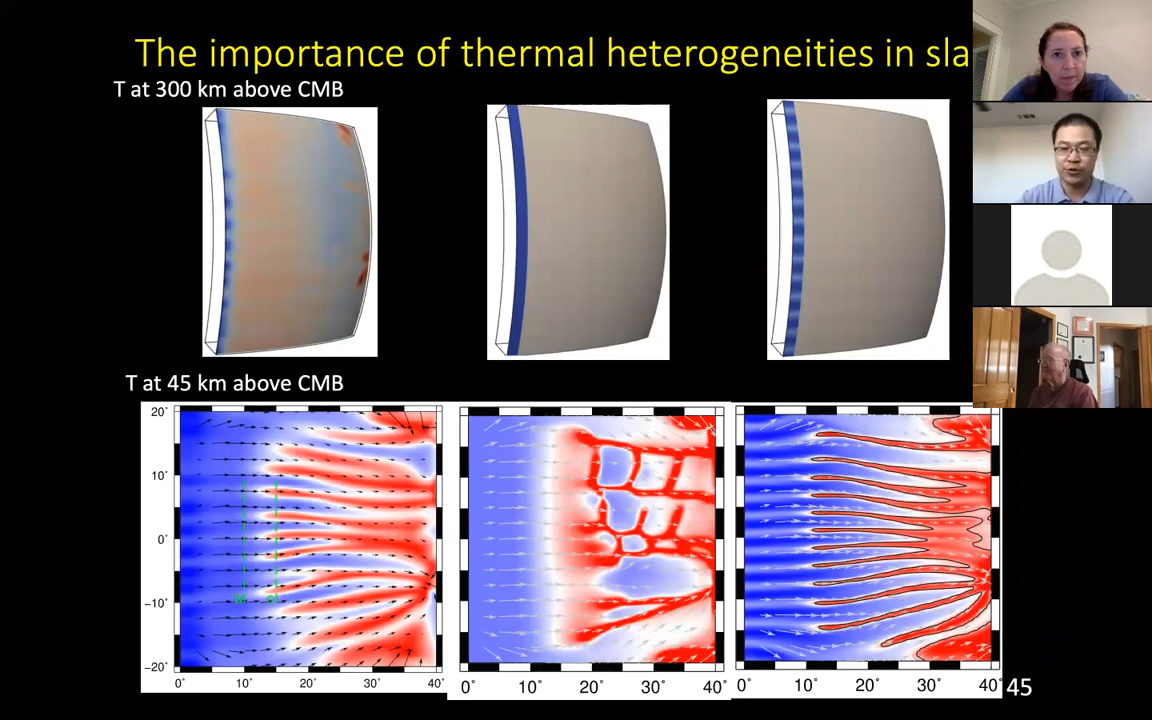 The importance of thermal heterogeneities in sla
T at 300 km above CMB
T at 45 km above CMB
20°
10°
0°
−10°
−20°
0° 10° 20° 30° 40°
0° 10° 20° 30° 40°
0° 10° 20° 30° 40°
45